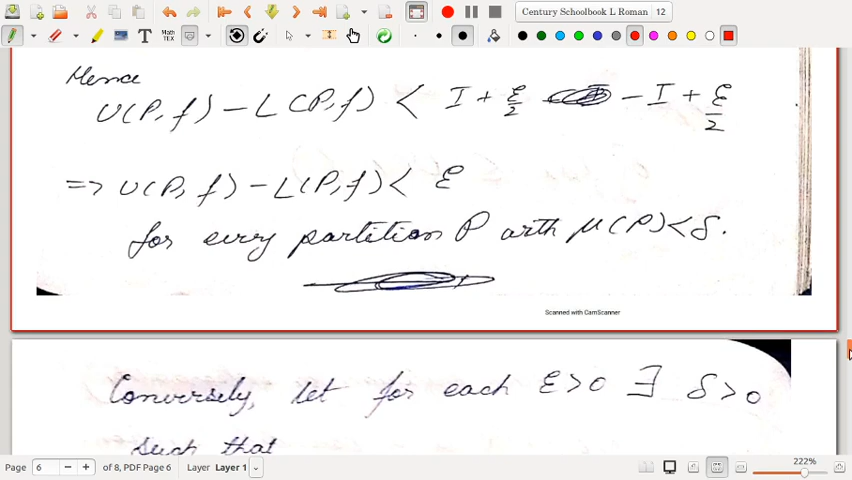 Century Schoolbook L Roman 12
Hence
U(P, f) - L(P, f) < I + ε/2 - I + ε/2
=> U(P, f) - L(P, f) < ε
for every partition P with μ(P) < δ.
Scanned with CamScanner
Conversely, let for each ε > 0 ∃ δ > 0
such that
Page 6 of 8, PDF Page 6 Layer Layer 1 222%